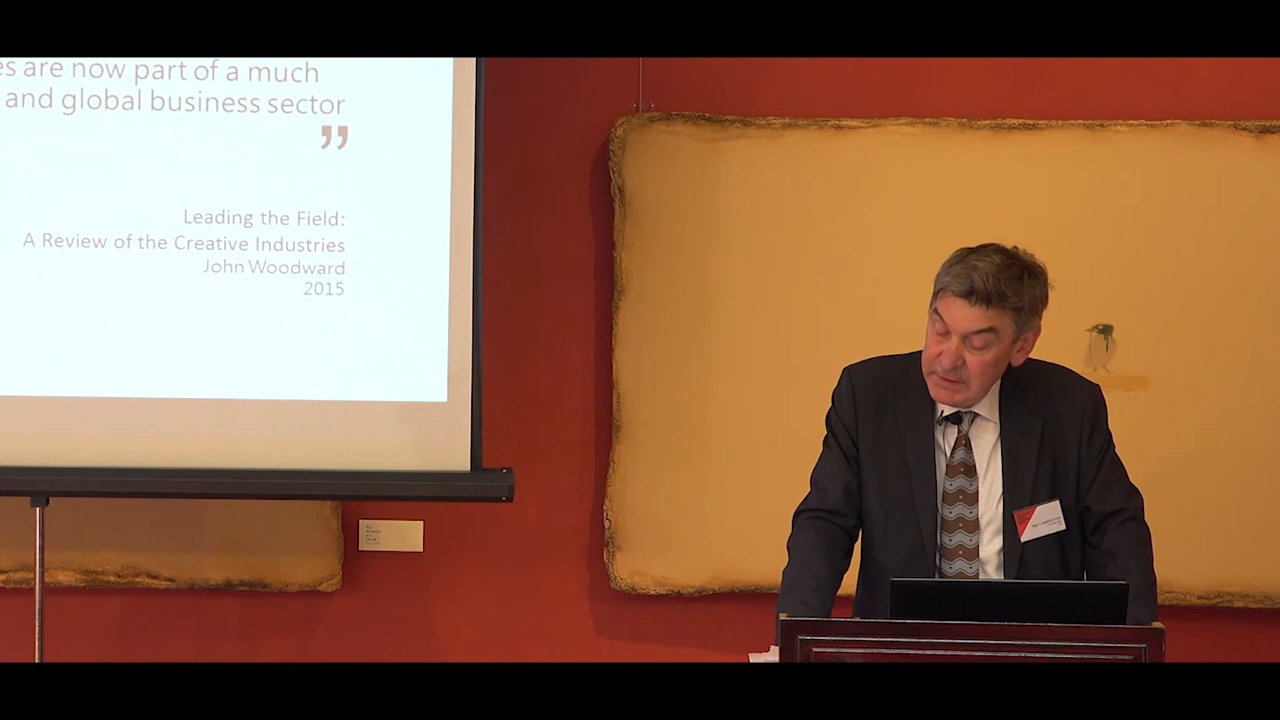 es are now part of a much
and global business sector
”
Leading the Field:
A Review of the Creative Industries
John Woodward
2015